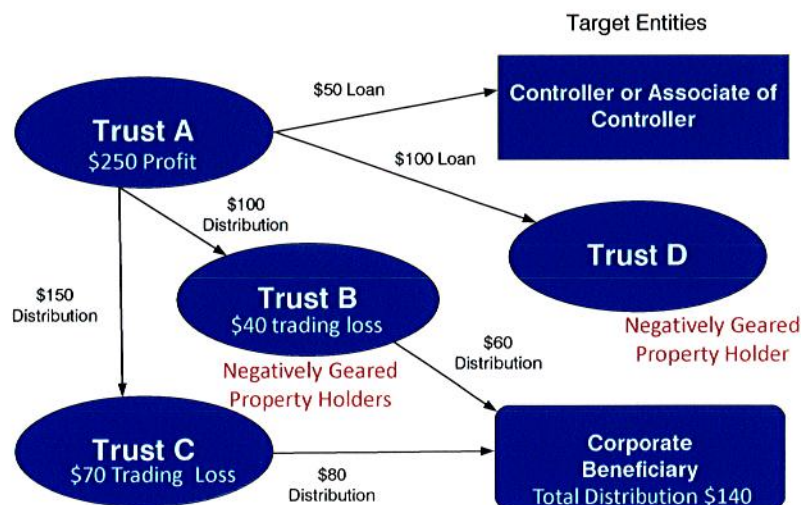 Target Entities
$50 Loan
Controller or Associate of
Controller
Trust A
$250 Profit
$100 Loan
$100
Distribution
Trust D
$150
Distribution
Trust B
$40 trading loss
Negatively Geared
Property Holder
$60
Distribution
Negatively Geared
Property Holders
Trust C
$70 Trading Loss
$80
Distribution
Corporate
Beneficiary
Total Distribution $140